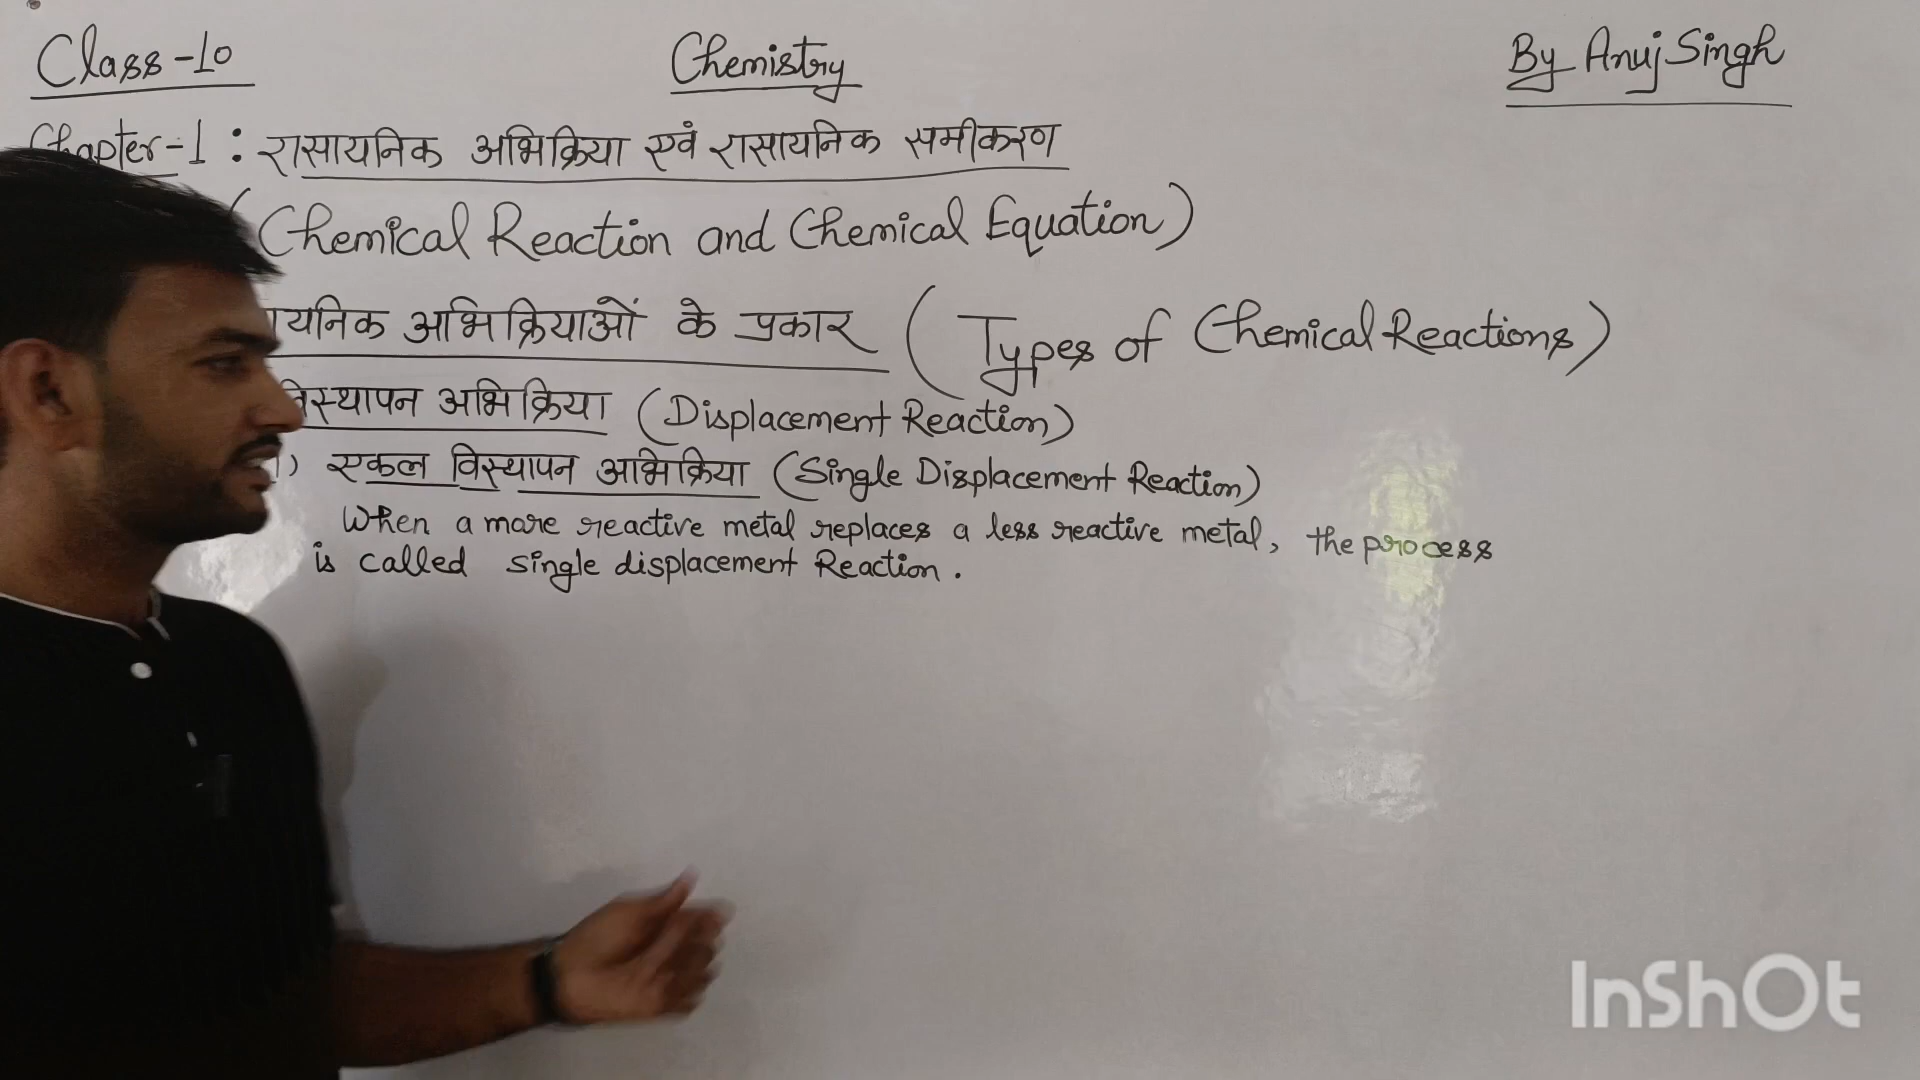 Class-10
Chemistry
By Anuj Singh
Chapter-1 : रासायनिक अभिक्रिया एवं रासायनिक समीकरण
(Chemical Reaction and Chemical Equation)
यनिक अभिक्रियाओं के प्रकार (Types of Chemical Reactions)
विस्थापन अभिक्रिया (Displacement Reaction)
) एकल विस्थापन अभिक्रिया (Single Displacement Reaction)
When a more reactive metal replaces a less reactive metal, the process
is called single displacement Reaction.
InShOt